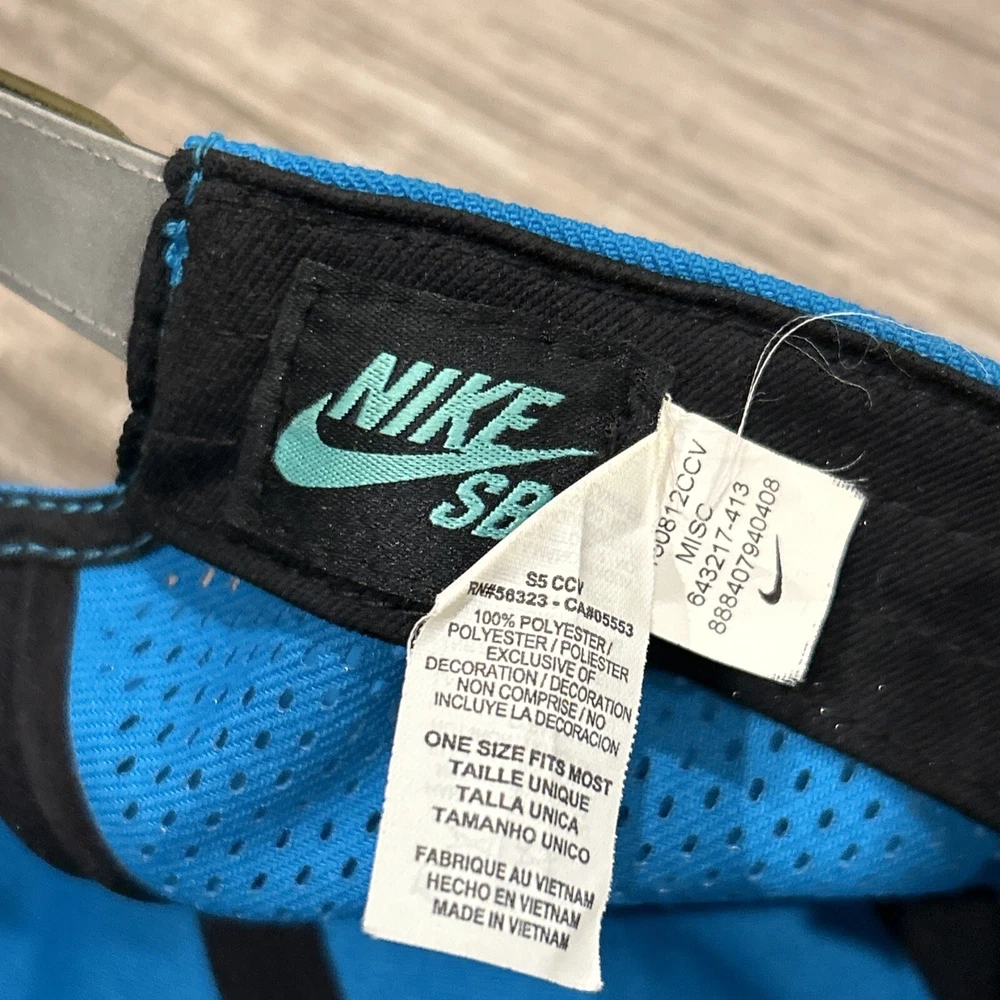 NIKE
SB
S5 CCV
RN#56323 - CA#05553
100% POLYESTER/
POLYESTER / POLIESTER
EXCLUSIVE OF
DECORATION / DECORATION
NON COMPRISE / NO
INCLUYE LA DECORACION
ONE SIZE FITS MOST
TAILLE UNIQUE
TALLA UNICA
TAMANHO UNICO
FABRIQUE AU VIETNAM
HECHO EN VIETNAM
MADE IN VIETNAM
MISC
643217-413
888407940408